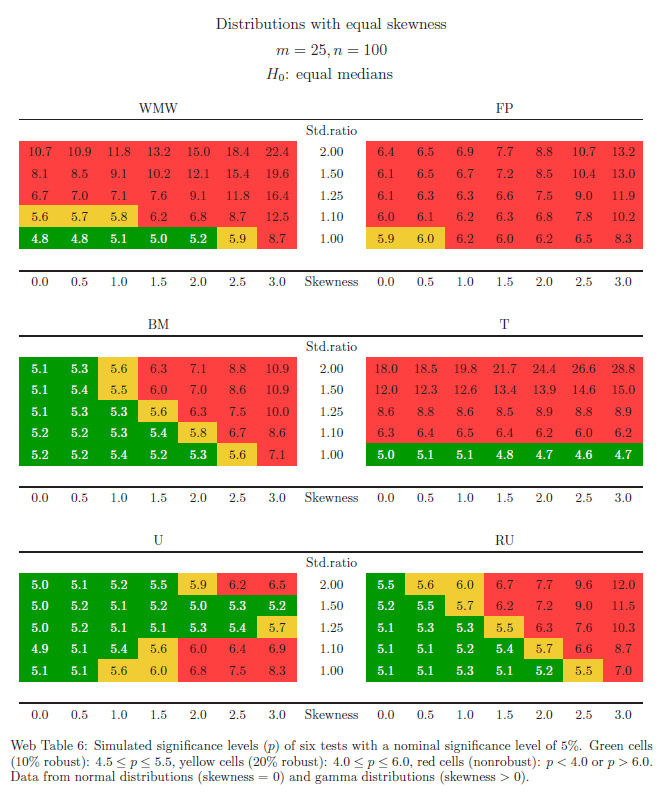 Distributions with equal skewness
m = 25, n = 100
H₀: equal medians
WMW FP
Std.ratio
10.7 10.9 11.8 13.2 15.0 18.4 22.4 2.00 6.4 6.5 6.9 7.7 8.8 10.7 13.2
8.1 8.5 9.1 10.2 12.1 15.4 19.6 1.50 6.1 6.5 6.7 7.2 8.5 10.4 13.0
6.7 7.0 7.1 7.6 9.1 11.8 16.4 1.25 6.1 6.3 6.3 6.6 7.5 9.0 11.9
5.6 5.7 5.8 6.2 6.8 8.7 12.5 1.10 6.0 6.1 6.2 6.3 6.8 7.8 10.2
4.8 4.8 5.1 5.0 5.2 5.9 8.7 1.00 5.9 6.0 6.2 6.0 6.2 6.5 8.3
0.0 0.5 1.0 1.5 2.0 2.5 3.0 Skewness 0.0 0.5 1.0 1.5 2.0 2.5 3.0
BM T
Std.ratio
5.1 5.3 5.6 6.3 7.1 8.8 10.9 2.00 18.0 18.5 19.8 21.7 24.4 26.6 28.8
5.1 5.4 5.5 6.0 7.0 8.6 10.9 1.50 12.0 12.3 12.6 13.4 13.9 14.6 15.0
5.1 5.3 5.3 5.6 6.3 7.5 10.0 1.25 8.6 8.8 8.6 8.5 8.9 8.8 8.9
5.2 5.2 5.3 5.4 5.8 6.7 8.6 1.10 6.3 6.4 6.5 6.4 6.2 6.0 6.2
5.2 5.2 5.4 5.2 5.3 5.6 7.1 1.00 5.0 5.1 5.1 4.8 4.7 4.6 4.7
0.0 0.5 1.0 1.5 2.0 2.5 3.0 Skewness 0.0 0.5 1.0 1.5 2.0 2.5 3.0
U RU
Std.ratio
5.0 5.1 5.2 5.5 5.9 6.2 6.5 2.00 5.5 5.6 6.0 6.7 7.7 9.6 12.0
5.0 5.2 5.1 5.2 5.0 5.3 5.2 1.50 5.2 5.5 5.7 6.2 7.2 9.0 11.5
5.0 5.2 5.1 5.1 5.3 5.4 5.7 1.25 5.1 5.3 5.3 5.5 6.3 7.6 10.3
4.9 5.1 5.4 5.6 6.0 6.4 6.9 1.10 5.1 5.1 5.2 5.4 5.7 6.6 8.7
5.1 5.1 5.6 6.0 6.8 7.5 8.3 1.00 5.1 5.1 5.3 5.1 5.2 5.5 7.0
0.0 0.5 1.0 1.5 2.0 2.5 3.0 Skewness 0.0 0.5 1.0 1.5 2.0 2.5 3.0
Web Table 6: Simulated significance levels (p) of six tests with a nominal significance level of 5%. Green cells
(10% robust): 4.5 ≤ p ≤ 5.5, yellow cells (20% robust): 4.0 ≤ p ≤ 6.0, red cells (nonrobust): p < 4.0 or p > 6.0.
Data from normal distributions (skewness = 0) and gamma distributions (skewness > 0).